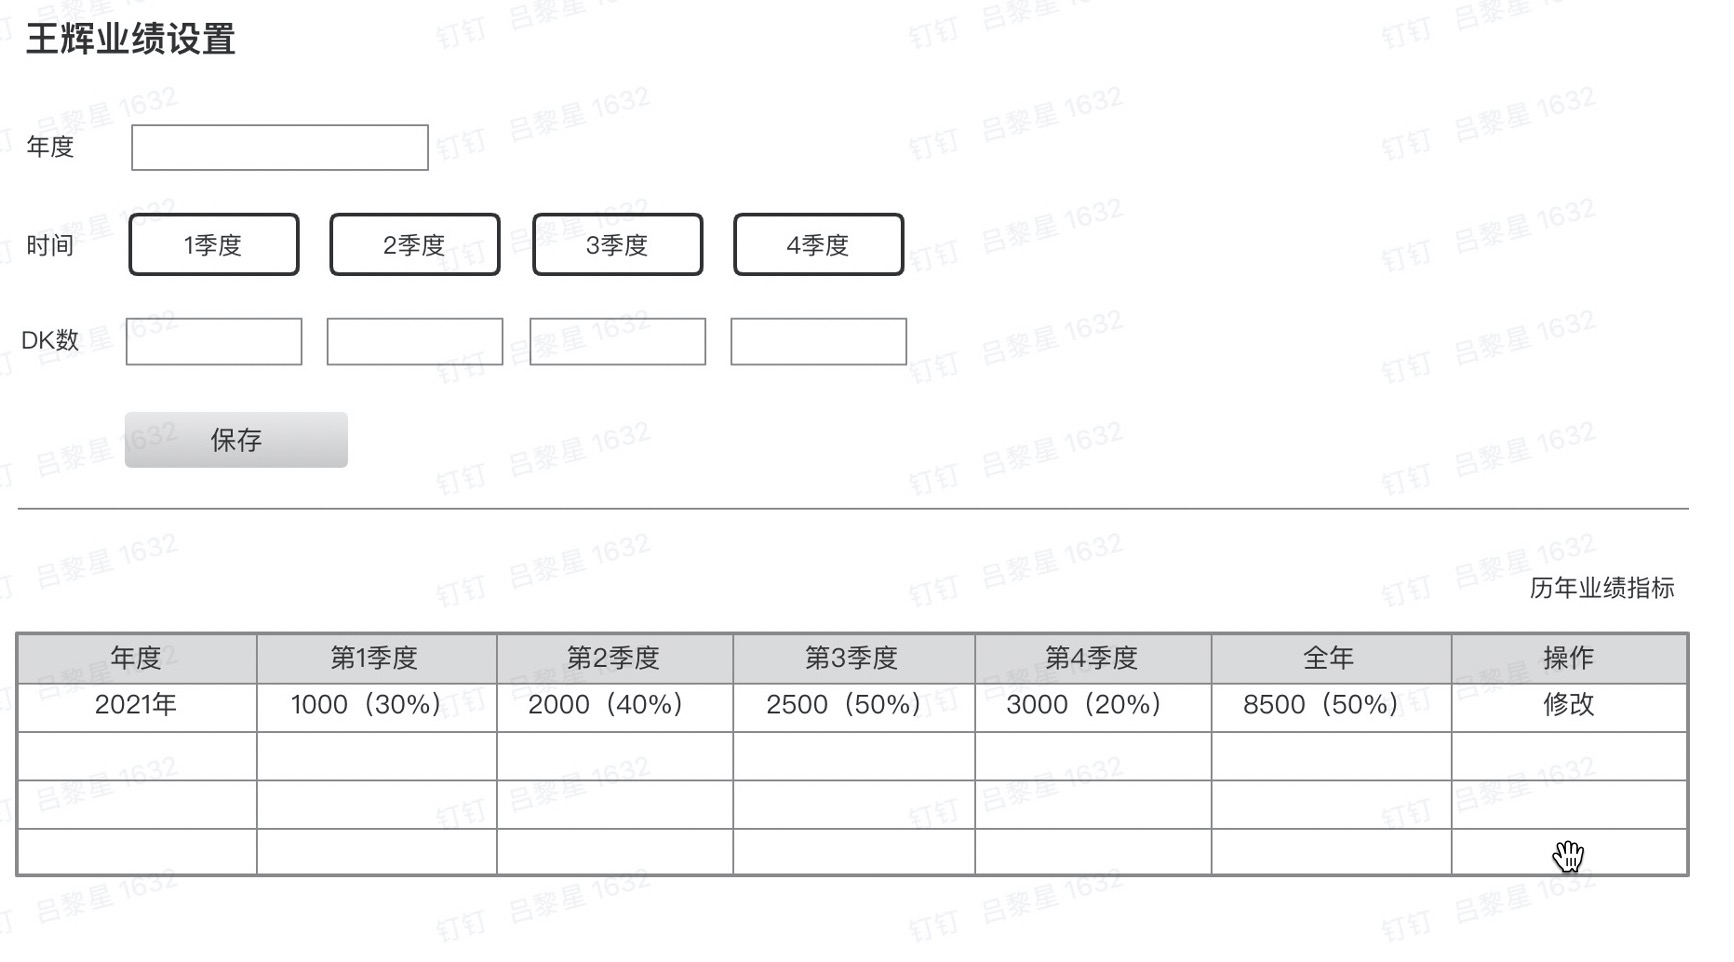 王辉业绩设置
年度
时间 1季度 2季度 3季度 4季度
DK数
保存
历年业绩指标
年度 第1季度 第2季度 第3季度 第4季度 全年 操作
2021年 1000（30%） 2000（40%） 2500（50%） 3000（20%） 8500（50%） 修改
钉钉 吕黎星 1632